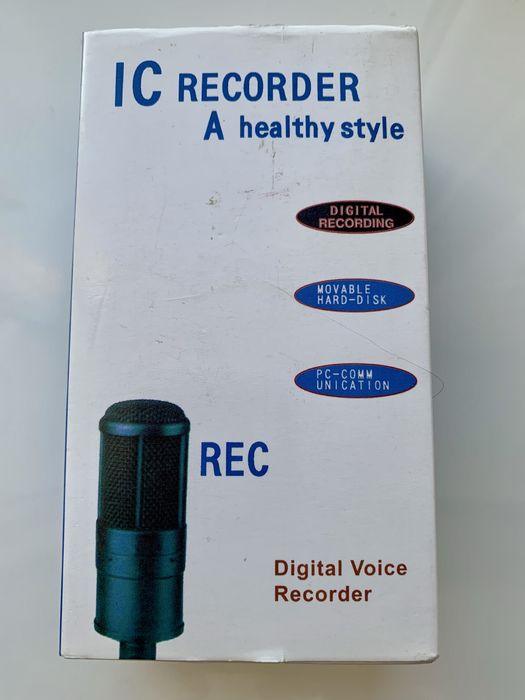 IC RECORDER
A healthy style
DIGITAL
RECORDING
MOVABLE
HARD-DISK
PC-COMM
UNICATION
REC
Digital Voice
Recorder